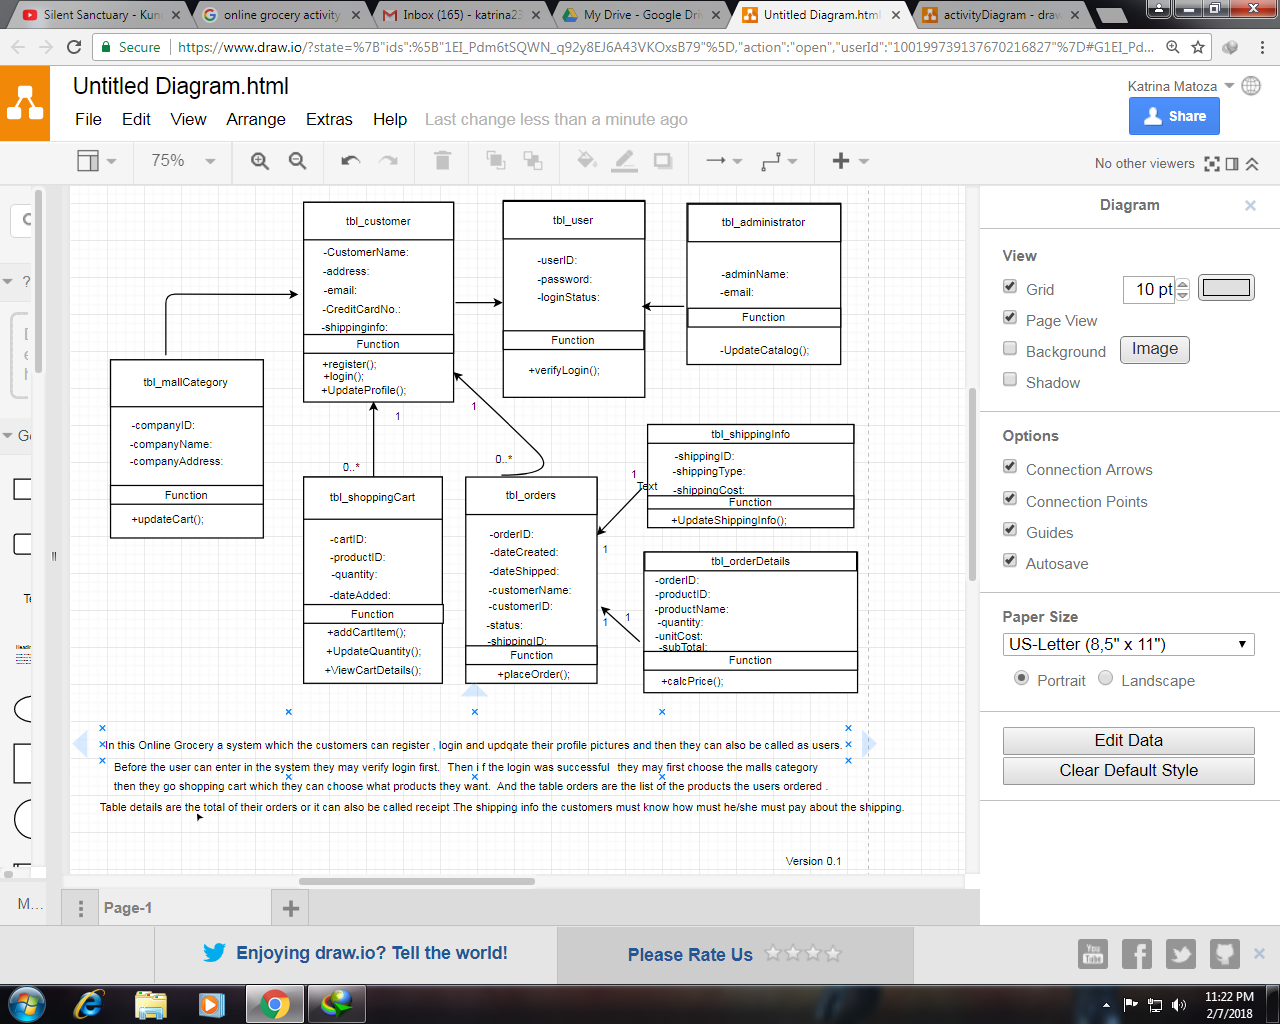 Silent Sanctuary - Kun
online grocery activity
Inbox (165) - katrina23
My Drive - Google Dri
Untitled Diagram.html
activityDiagram - draw
Secure
https://www.draw.io/?state=%7B"ids":%5B"1EI_Pdm6tSQWN_q92y8EJ6A43VKOxsB79"%5D,"action":"open","userId":"100199739137670216827"%7D#G1EI_Pd...
Untitled Diagram.html
Katrina Matoza
File Edit View Arrange Extras Help Last change less than a minute ago
Share
75%
No other viewers
tbl_customer
-CustomerName:
-address:
-email:
-CreditCardNo.:
-shippinginfo:
Function
+register();
+login();
+UpdateProfile();
tbl_user
-userID:
-password:
-loginStatus:
Function
+verifyLogin();
tbl_administrator
-adminName:
-email:
Function
-UpdateCatalog();
tbl_mallCategory
-companyID:
-companyName:
-companyAddress:
Function
+updateCart();
1
0..*
1
0..*
tbl_shoppingCart
-cartID:
-productID:
-quantity:
-dateAdded:
Function
+addCartItem();
+UpdateQuantity();
+ViewCartDetails();
tbl_orders
-orderID:
-dateCreated:
-dateShipped:
-customerName:
-customerID:
-status:
-shippingID:
Function
+placeOrder();
tbl_shippingInfo
-shippingID:
-shippingType:
-shippingCost:
Function
+UpdateShippingInfo();
1
Text
1
1
1
tbl_orderDetails
-orderID:
-productID:
-productName:
-quantity:
-unitCost:
-subTotal:
Function
+calcPrice();
In this Online Grocery a system which the customers can register , login and updqate their profile pictures and then they can also be called as users.
Before the user can enter in the system they may verify login first. Then i f the login was successful they may first choose the malls category
then they go shopping cart which they can choose what products they want. And the table orders are the list of the products the users ordered .
Table details are the total of their orders or it can also be called receipt The shipping info the customers must know how must he/she must pay about the shipping.
Version 0.1
Diagram
View
Grid
10 pt
Page View
Background
Image
Shadow
Options
Connection Arrows
Connection Points
Guides
Autosave
Paper Size
US-Letter (8,5" x 11")
Portrait
Landscape
Edit Data
Clear Default Style
?
Ge
Te
M...
Page-1
Enjoying draw.io? Tell the world!
Please Rate Us
You
Tube
11:22 PM
2/7/2018